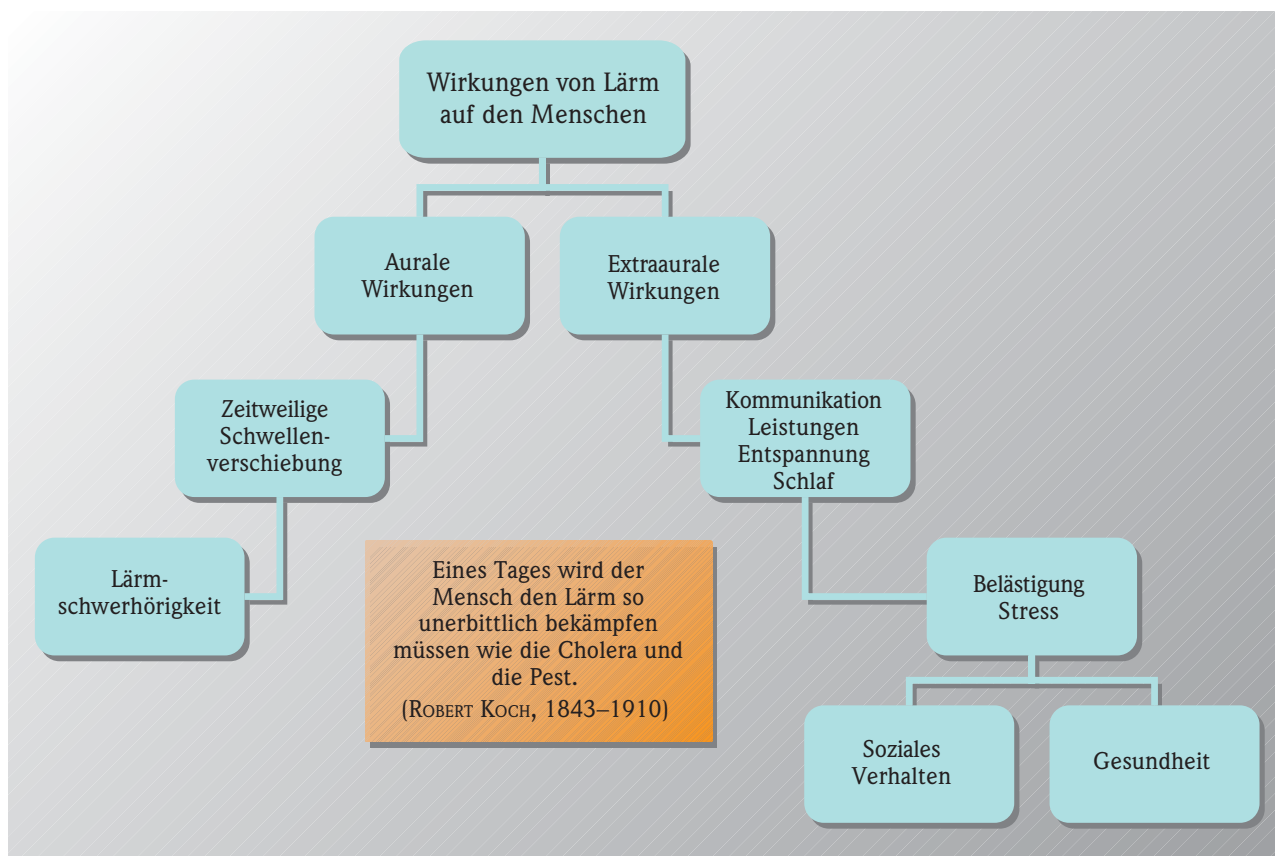 Wirkungen von Lärm
auf den Menschen
Aurale
Wirkungen
Extraaurale
Wirkungen
Zeitweilige
Schwellen-
verschiebung
Kommunikation
Leistungen
Entspannung
Schlaf
Lärm-
schwerhörigkeit
Eines Tages wird der
Mensch den Lärm so
unerbittlich bekämpfen
müssen wie die Cholera und
die Pest.
(ROBERT KOCH, 1843–1910)
Belästigung
Stress
Soziales
Verhalten
Gesundheit